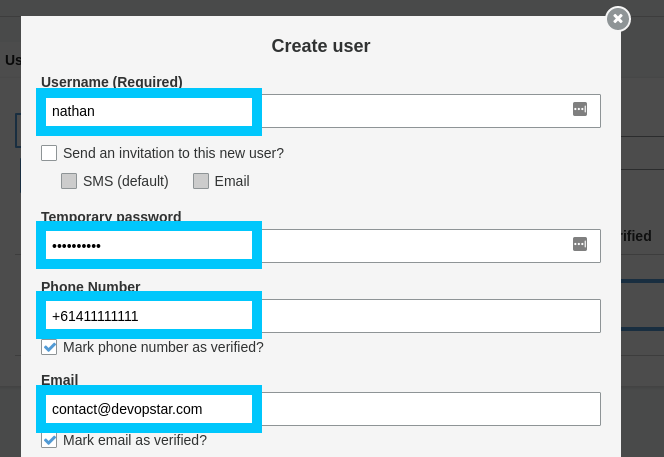 Create user
Us
Username (Required)
nathan
Send an invitation to this new user?
SMS (default) Email
Temporary password
••••••••••
rified
Phone Number
+61411111111
Mark phone number as verified?
Email
contact@devopstar.com
Mark email as verified?